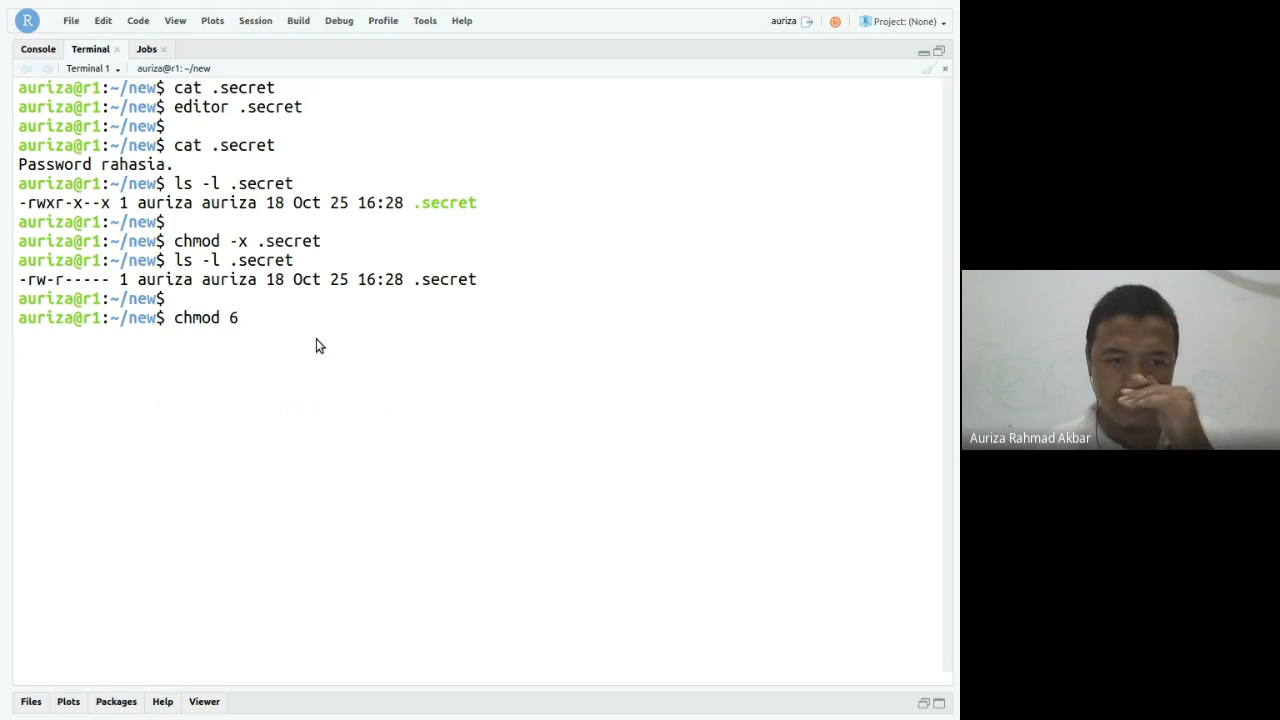 R File Edit Code View Plots Session Build Debug Profile Tools Help auriza R Project: (None)
Console Terminal Jobs
Terminal 1 auriza@r1: ~/new
auriza@r1:~/new$ cat .secret
auriza@r1:~/new$ editor .secret
auriza@r1:~/new$
auriza@r1:~/new$ cat .secret
Password rahasia.
auriza@r1:~/new$ ls -l .secret
-rwxr-x--x 1 auriza auriza 18 Oct 25 16:28 .secret
auriza@r1:~/new$
auriza@r1:~/new$ chmod -x .secret
auriza@r1:~/new$ ls -l .secret
-rw-r----- 1 auriza auriza 18 Oct 25 16:28 .secret
auriza@r1:~/new$
auriza@r1:~/new$ chmod 6
Auriza Rahmad Akbar
Files Plots Packages Help Viewer